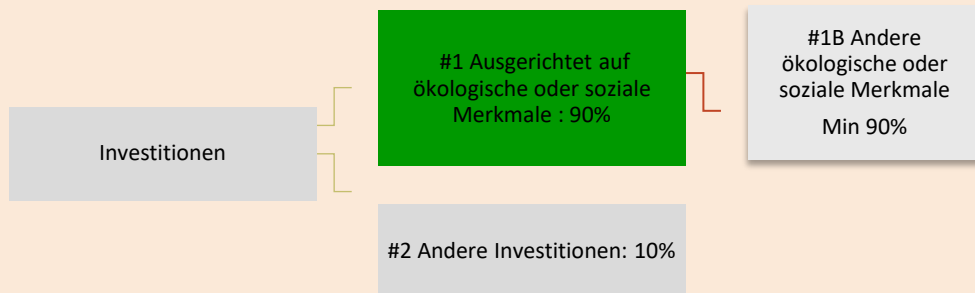 Investitionen
#1 Ausgerichtet auf
ökologische oder soziale
Merkmale : 90%
#2 Andere Investitionen: 10%
#1B Andere
ökologische oder
soziale Merkmale
Min 90%